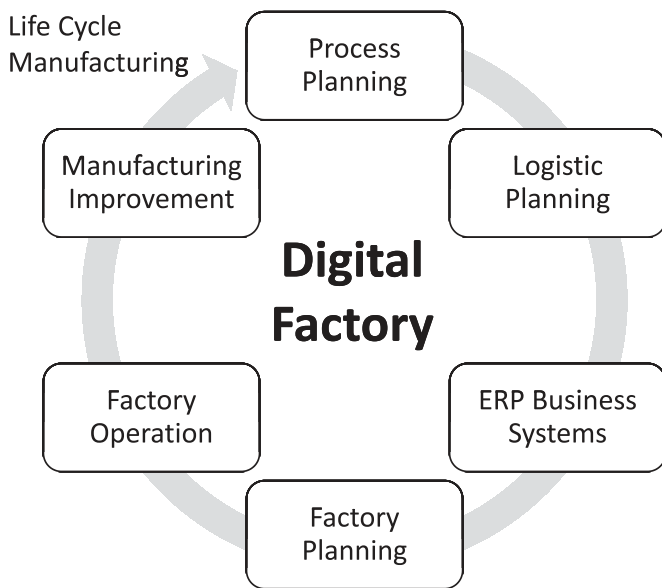 Life Cycle
Manufacturing
Process
Planning
Manufacturing
Improvement
Logistic
Planning
Digital
Factory
Factory
Operation
ERP Business
Systems
Factory
Planning